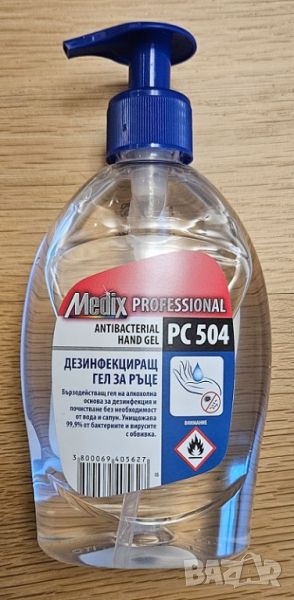 Medix PROFESSIONAL
ANTIBACTERIAL
HAND GEL
PC 504
ДЕЗИНФЕКЦИРАЩ
ГЕЛ ЗА РЪЦЕ
Бързодействащ гел на алкохолна
основа за дезинфекция и
почистване без необходимост
от вода и сапун. Унищожава
99,9% от бактериите и вирусите
с обвивка.
ВНИМАНИЕ
3 800069 405627
BAZAR